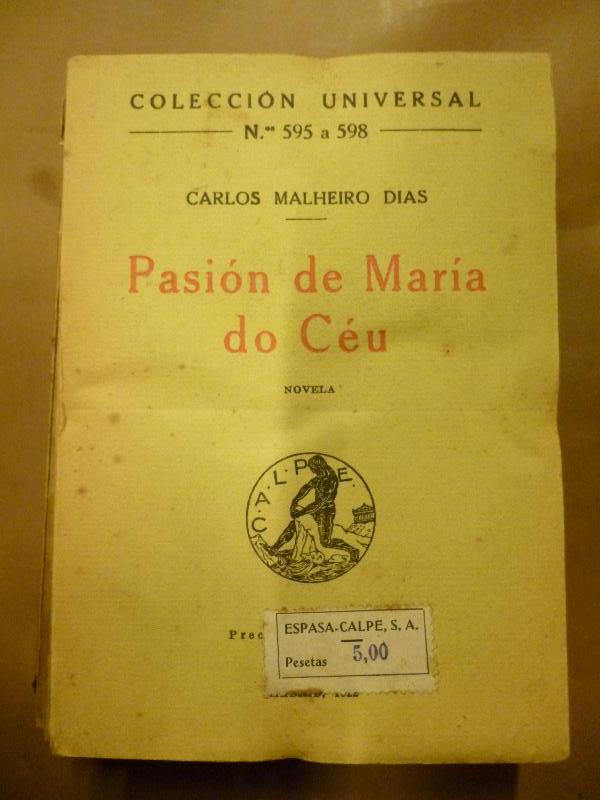 COLECCIÓN UNIVERSAL
N.ᵒˢ 595 a 598
CARLOS MALHEIRO DIAS
Pasión de María
do Céu
NOVELA
C.A.L.P.E.
Prec
ESPASA-CALPE, S. A.
Pesetas 5,00